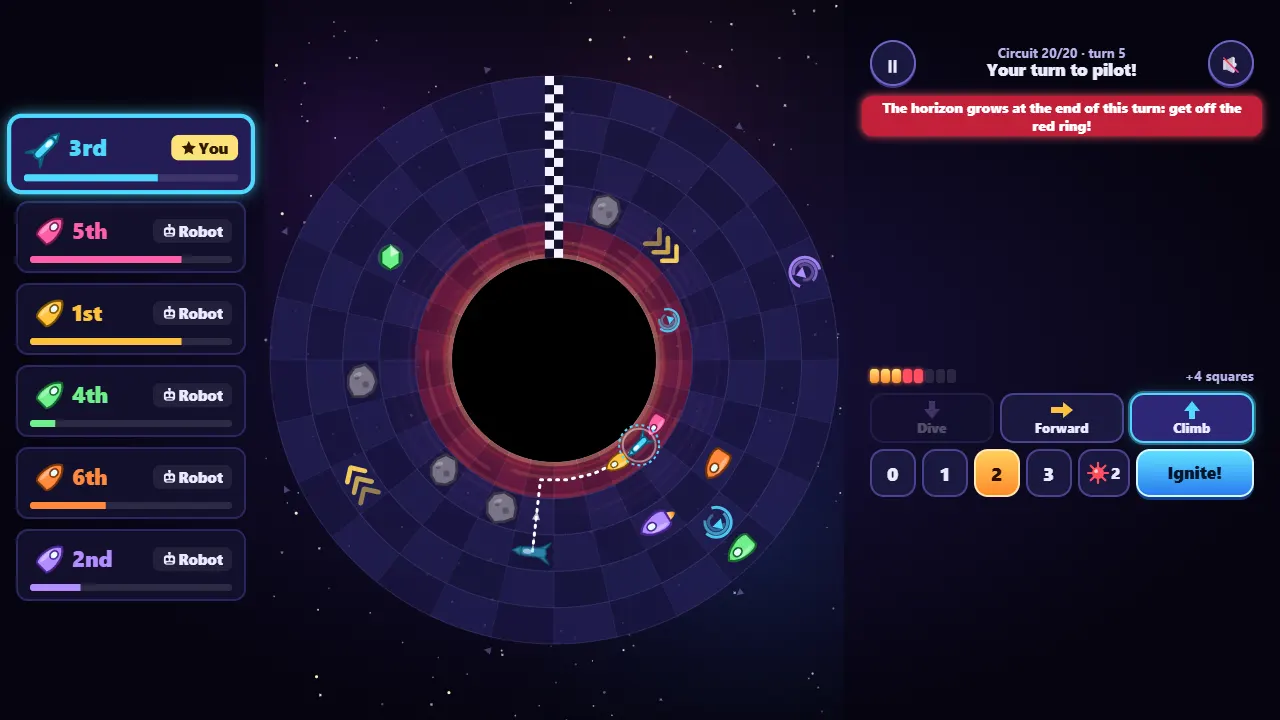 Circuit 20/20 · turn 5
Your turn to pilot!
The horizon grows at the end of this turn: get off the
red ring!
3rd
★ You
5th
Robot
1st
Robot
4th
Robot
6th
Robot
2nd
Robot
+4 squares
Dive
Forward
Climb
0
1
2
3
2
Ignite!